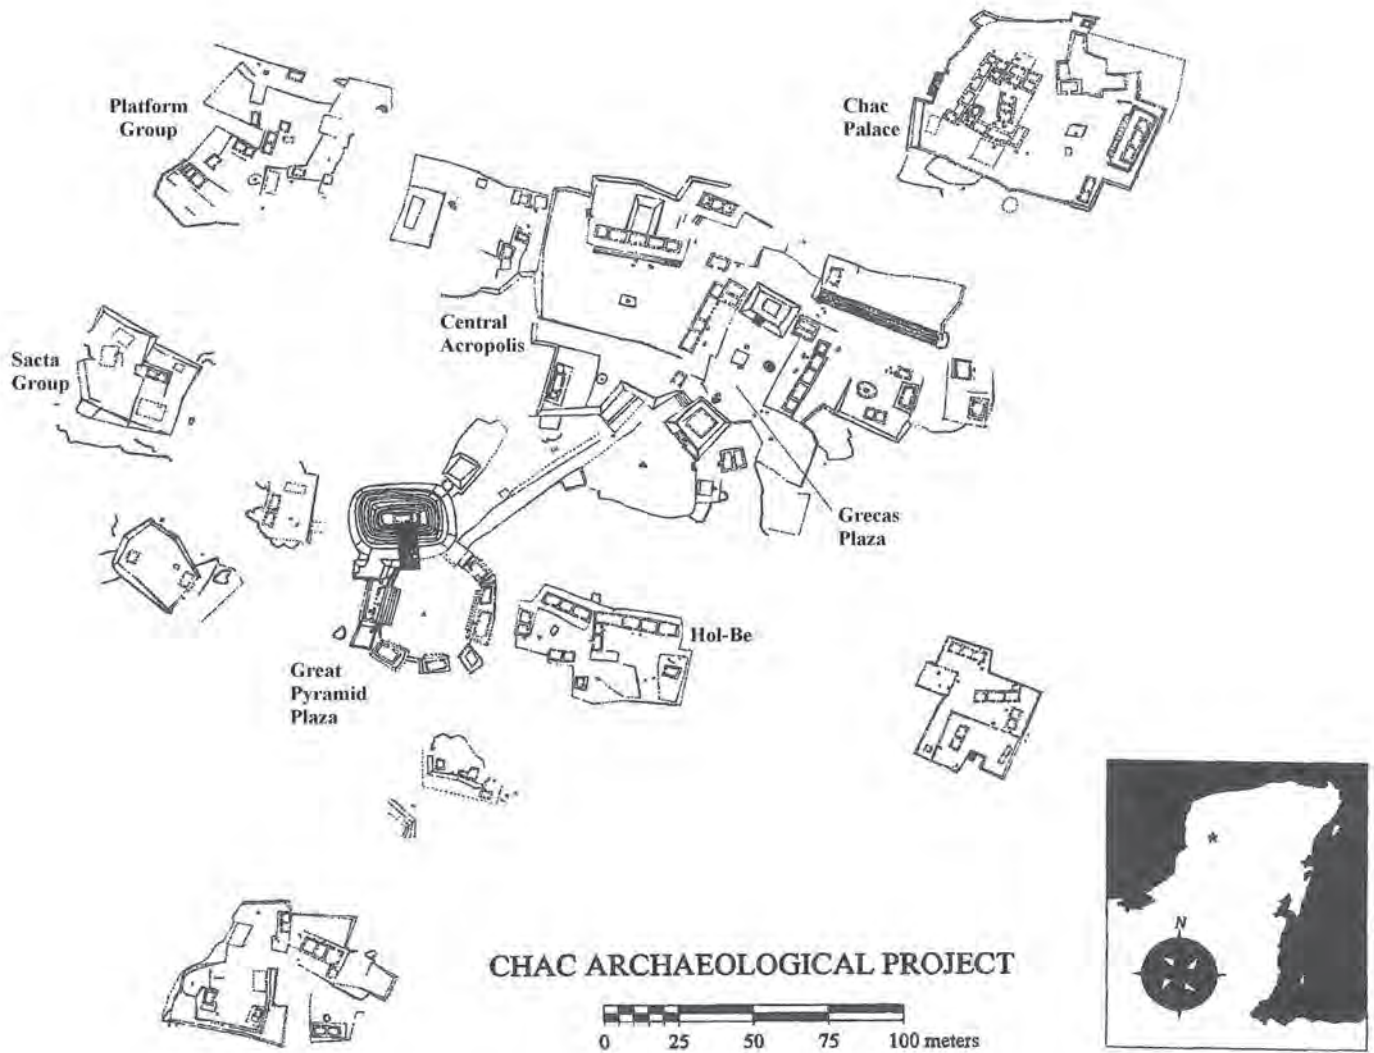 Platform
Group
Chac
Palace
Central
Acropolis
Sacta
Group
Grecas
Plaza
Hol-Be
Great
Pyramid
Plaza
N
CHAC ARCHAEOLOGICAL PROJECT
0 25 50 75 100 meters